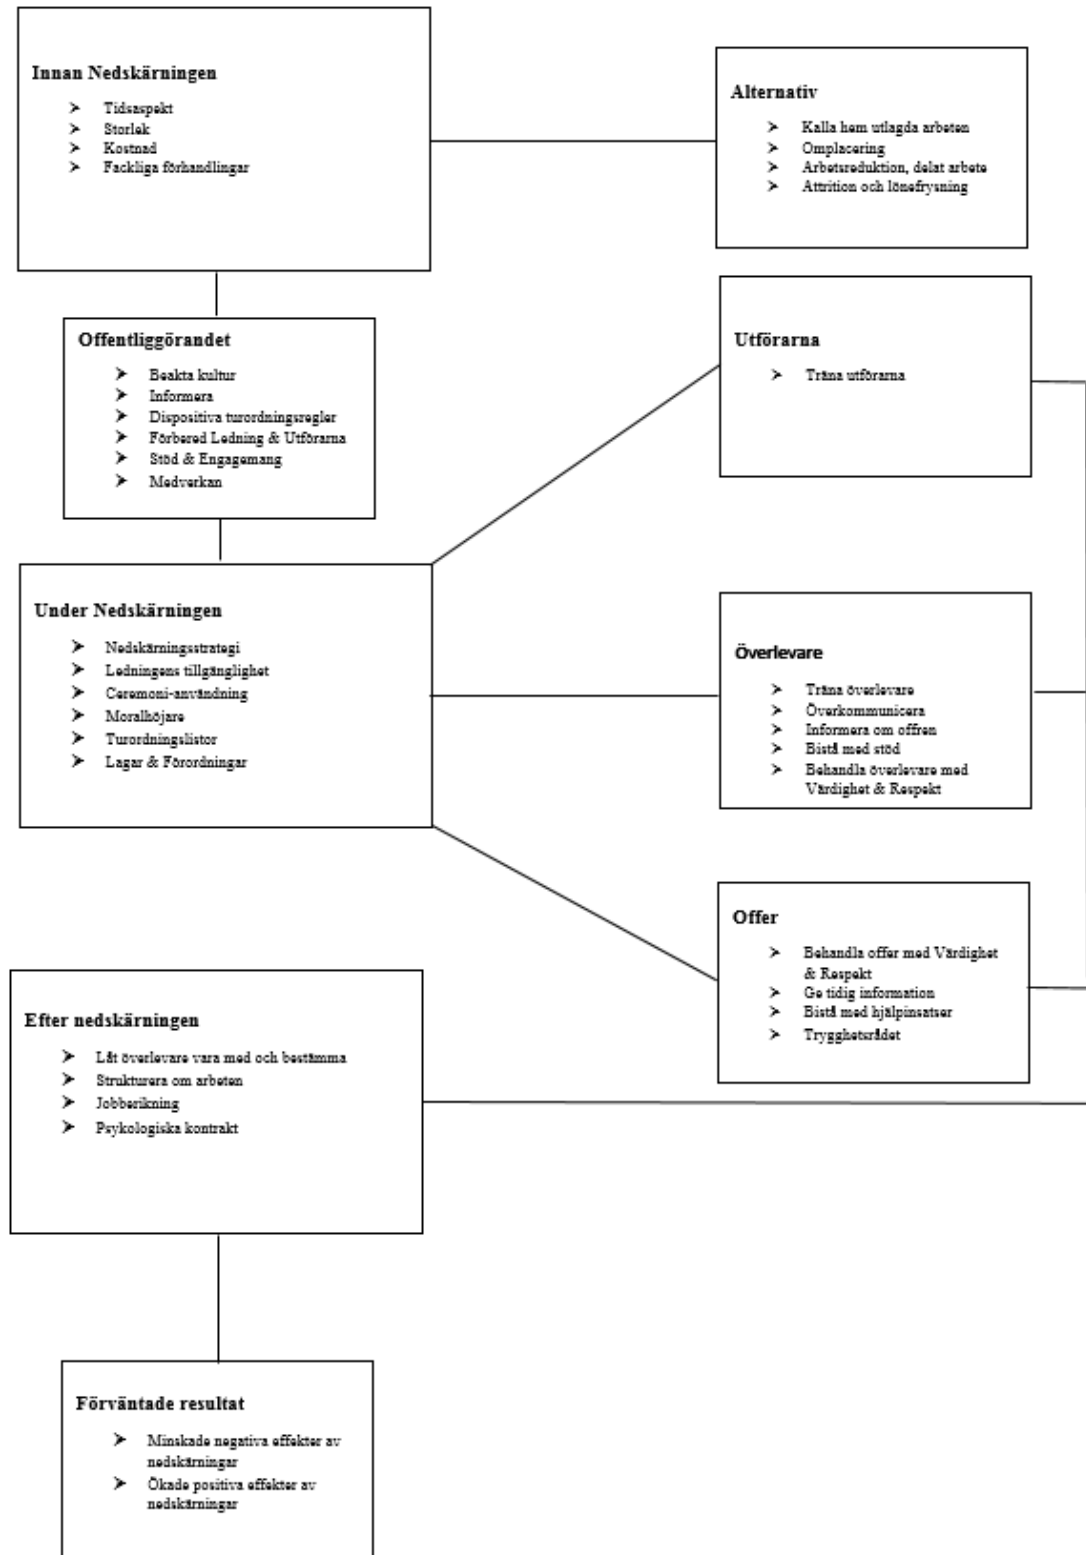 Innan Nedskärningen
➤ Tidsaspekt
➤ Storlek
➤ Kostnad
➤ Fackliga förhandlingar
Alternativ
➤ Kalla hem utlagda arbeten
➤ Omplacering
➤ Arbetsreduktion, delat arbete
➤ Attrition och lönefrysning
Offentliggörandet
➤ Beakta kultur
➤ Informera
➤ Dispositiva turordningsregler
➤ Förbered Ledning & Utförarna
➤ Stöd & Engagemang
➤ Medverkan
Utförarna
➤ Träna utförarna
Under Nedskärningen
➤ Nedskärningsstrategi
➤ Ledningens tillgänglighet
➤ Ceremoni-användning
➤ Moralhöjare
➤ Turordningslistor
➤ Lagar & Förordningar
Överlevare
➤ Träna överlevare
➤ Överkommunicera
➤ Informera om offren
➤ Bistå med stöd
➤ Behandla överlevare med
Värdighet & Respekt
Offer
➤ Behandla offer med Värdighet
& Respekt
➤ Ge tidig information
➤ Bistå med hjälpinsatser
➤ Trygghetsrådet
Efter nedskärningen
➤ Låt överlevare vara med och bestämma
➤ Strukturera om arbeten
➤ Jobberikning
➤ Psykologiska kontrakt
Förväntade resultat
➤ Minskade negativa effekter av
nedskärningar
➤ Ökade positiva effekter av
nedskärningar